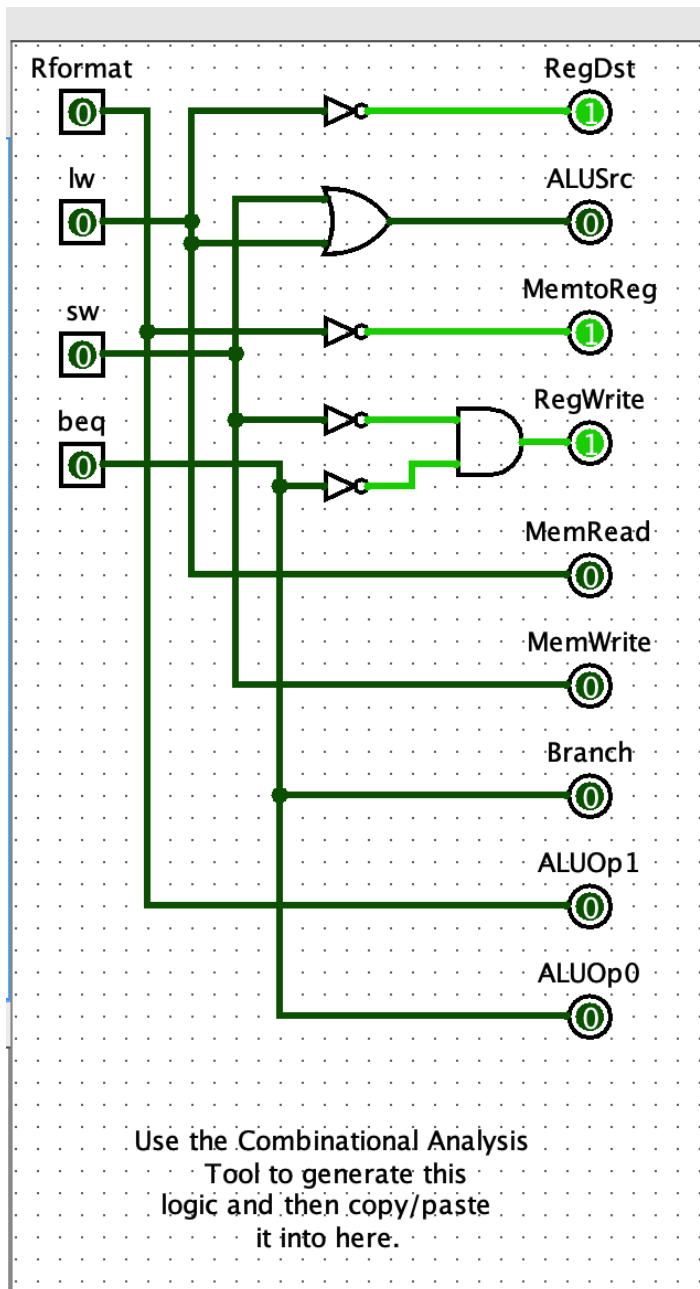 Rformat
RegDst
0
1
lw
ALUSrc
0
0
MemtoReg
sw
1
0
RegWrite
beq
1
0
MemRead
0
MemWrite
0
Branch
0
ALUOp1
0
ALUOp0
0
Use the Combinational Analysis
Tool to generate this
logic and then copy/paste
it into here.